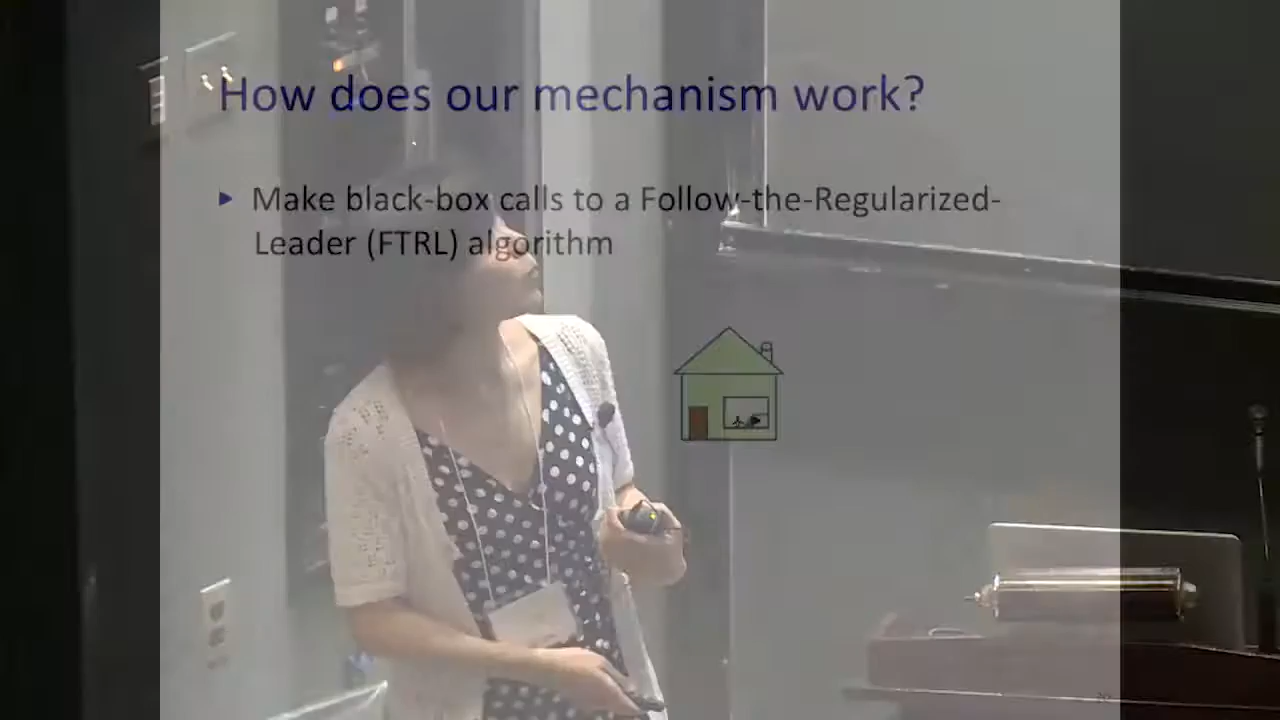 How does our mechanism work?
Make black-box calls to a Follow-the-Regularized-
Leader (FTRL) algorithm